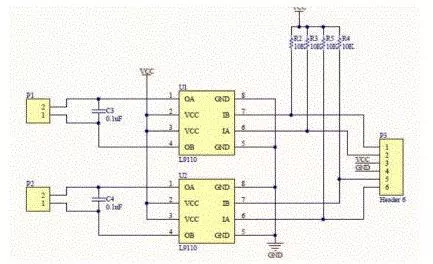 VCC
R2 R3 R5 R4
10K 10K 10K 10K
VCC
P1
2
1
C3
0.1uF
U1
1 OA GND 8
2 VCC IB 7
3 VCC IA 6
4 OB GND 5
L9110
P3
1
2
VCC 3
GND 4
5
6
Header 6
P2
2
1
C4
0.1uF
U2
1 OA GND 8
2 VCC IB 7
3 VCC IA 6
4 OB GND 5
L9110
GND